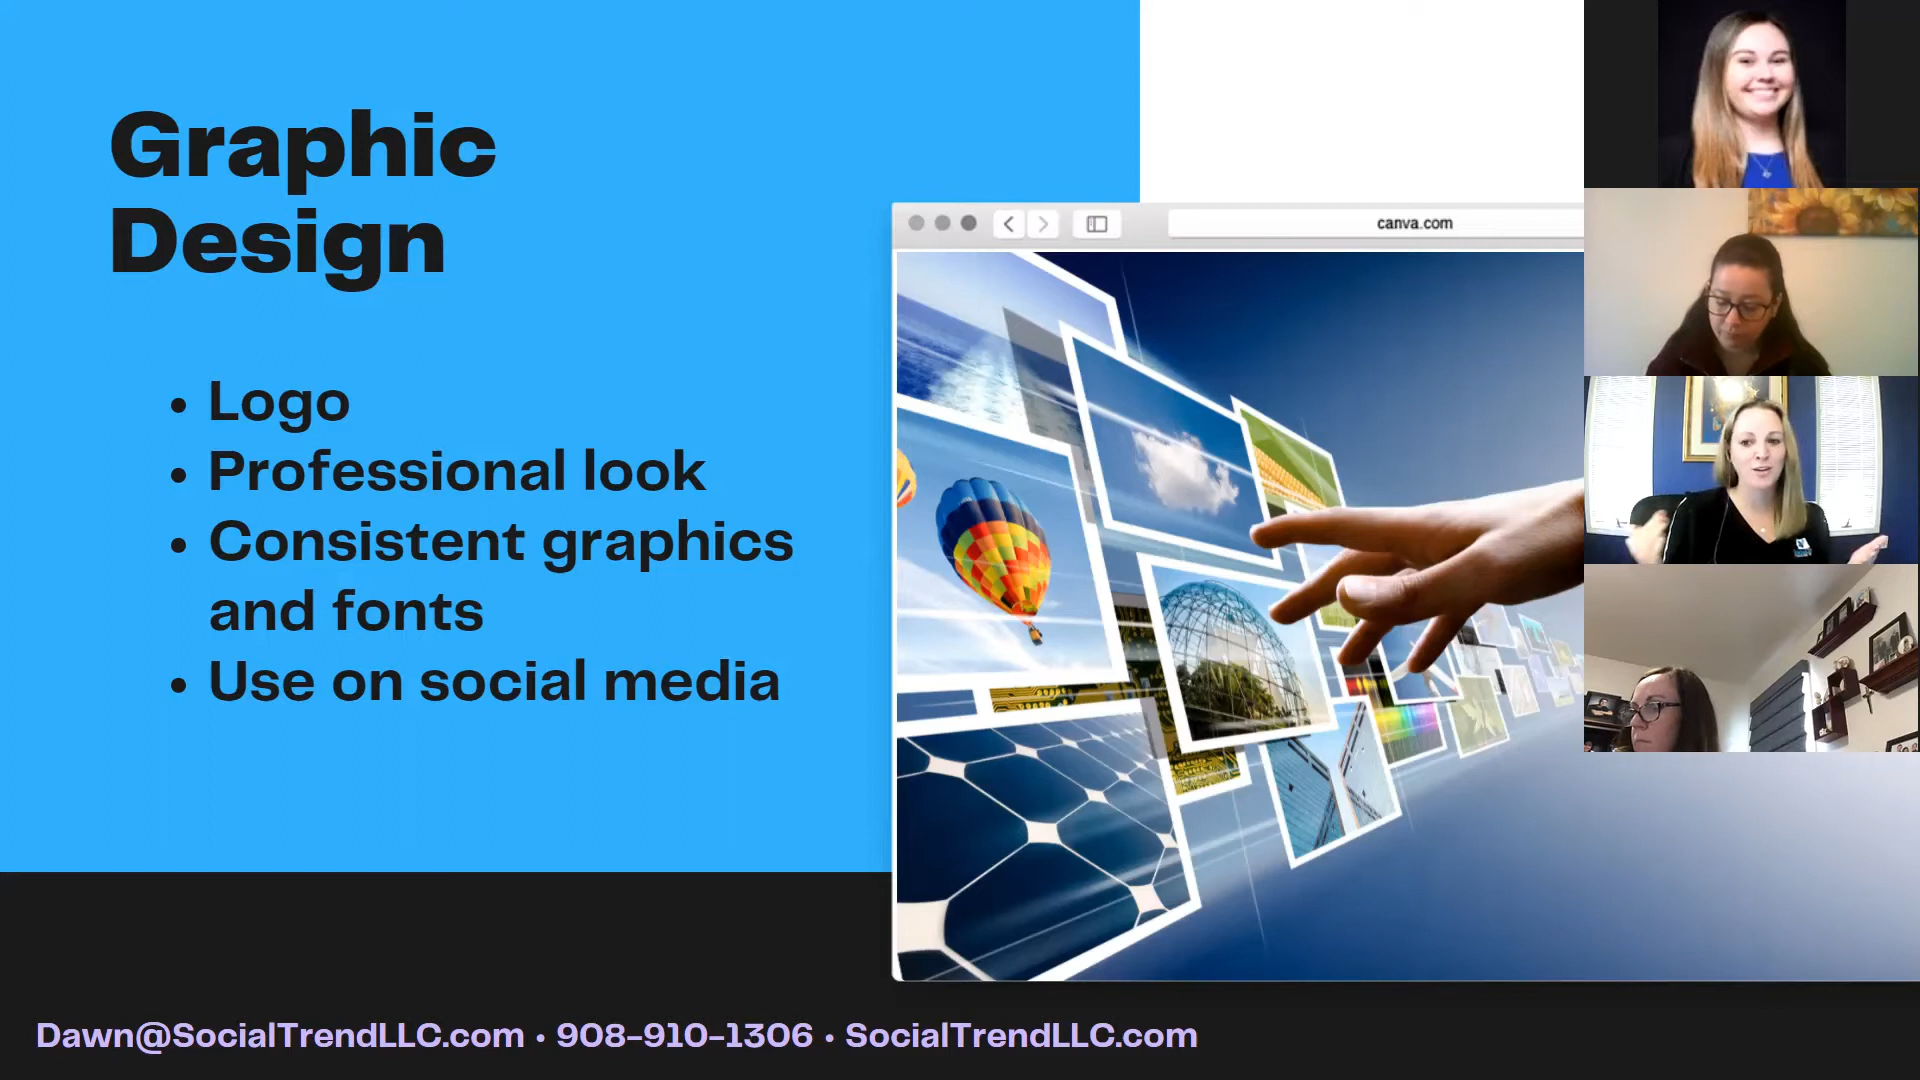 Graphic
Design
• Logo
• Professional look
• Consistent graphics
and fonts
• Use on social media
canva.com
Dawn@SocialTrendLLC.com • 908-910-1306 • SocialTrendLLC.com